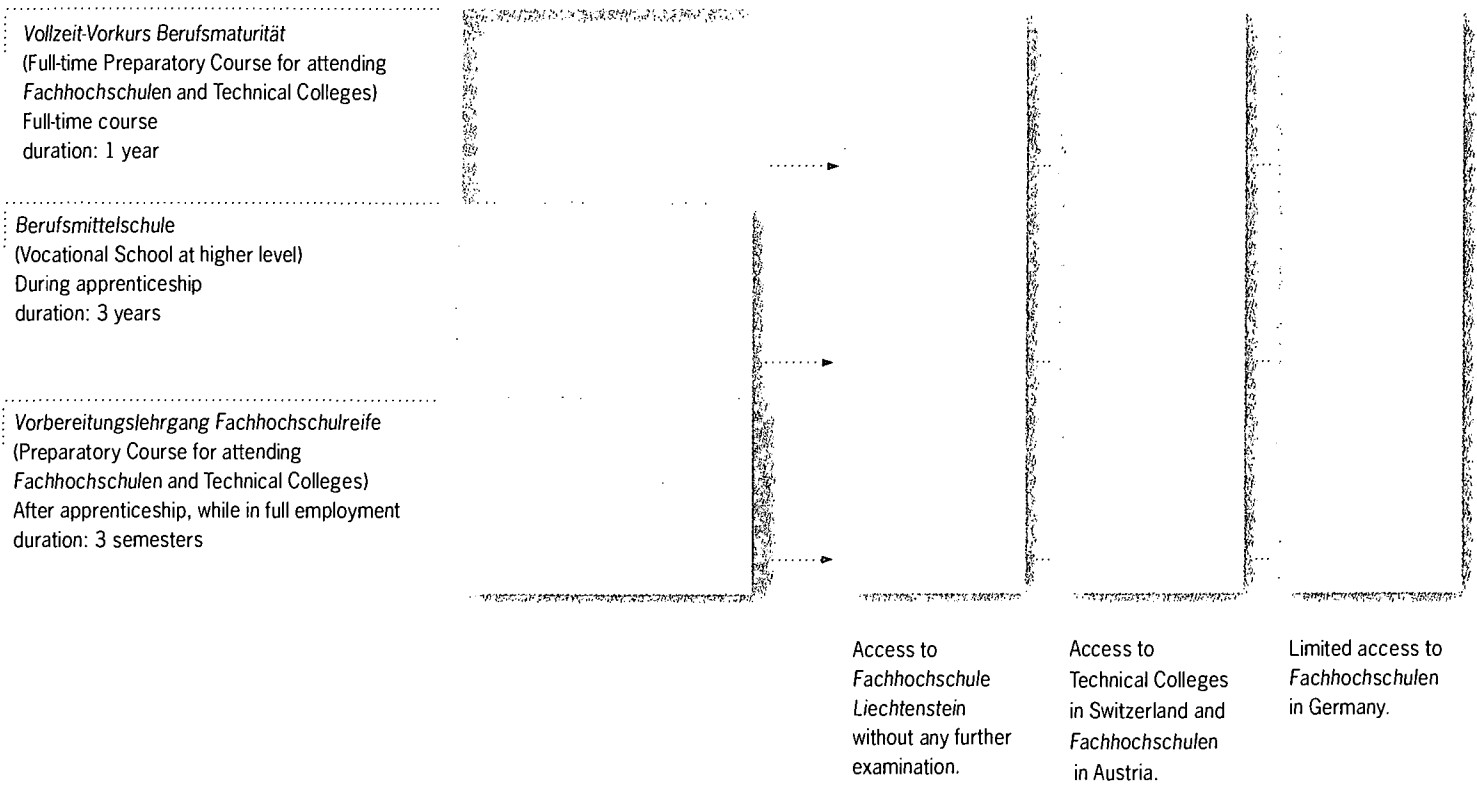 Vollzeit-Vorkurs Berufsmaturität
(Full-time Preparatory Course for attending
Fachhochschulen and Technical Colleges)
Full-time course
duration: 1 year
Berufsmittelschule
(Vocational School at higher level)
During apprenticeship
duration: 3 years
Vorbereitungslehrgang Fachhochschulreife
(Preparatory Course for attending
Fachhochschulen and Technical Colleges)
After apprenticeship, while in full employment
duration: 3 semesters
Access to
Fachhochschule
Liechtenstein
without any further
examination.
Access to
Technical Colleges
in Switzerland and
Fachhochschulen
in Austria.
Limited access to
Fachhochschulen
in Germany.